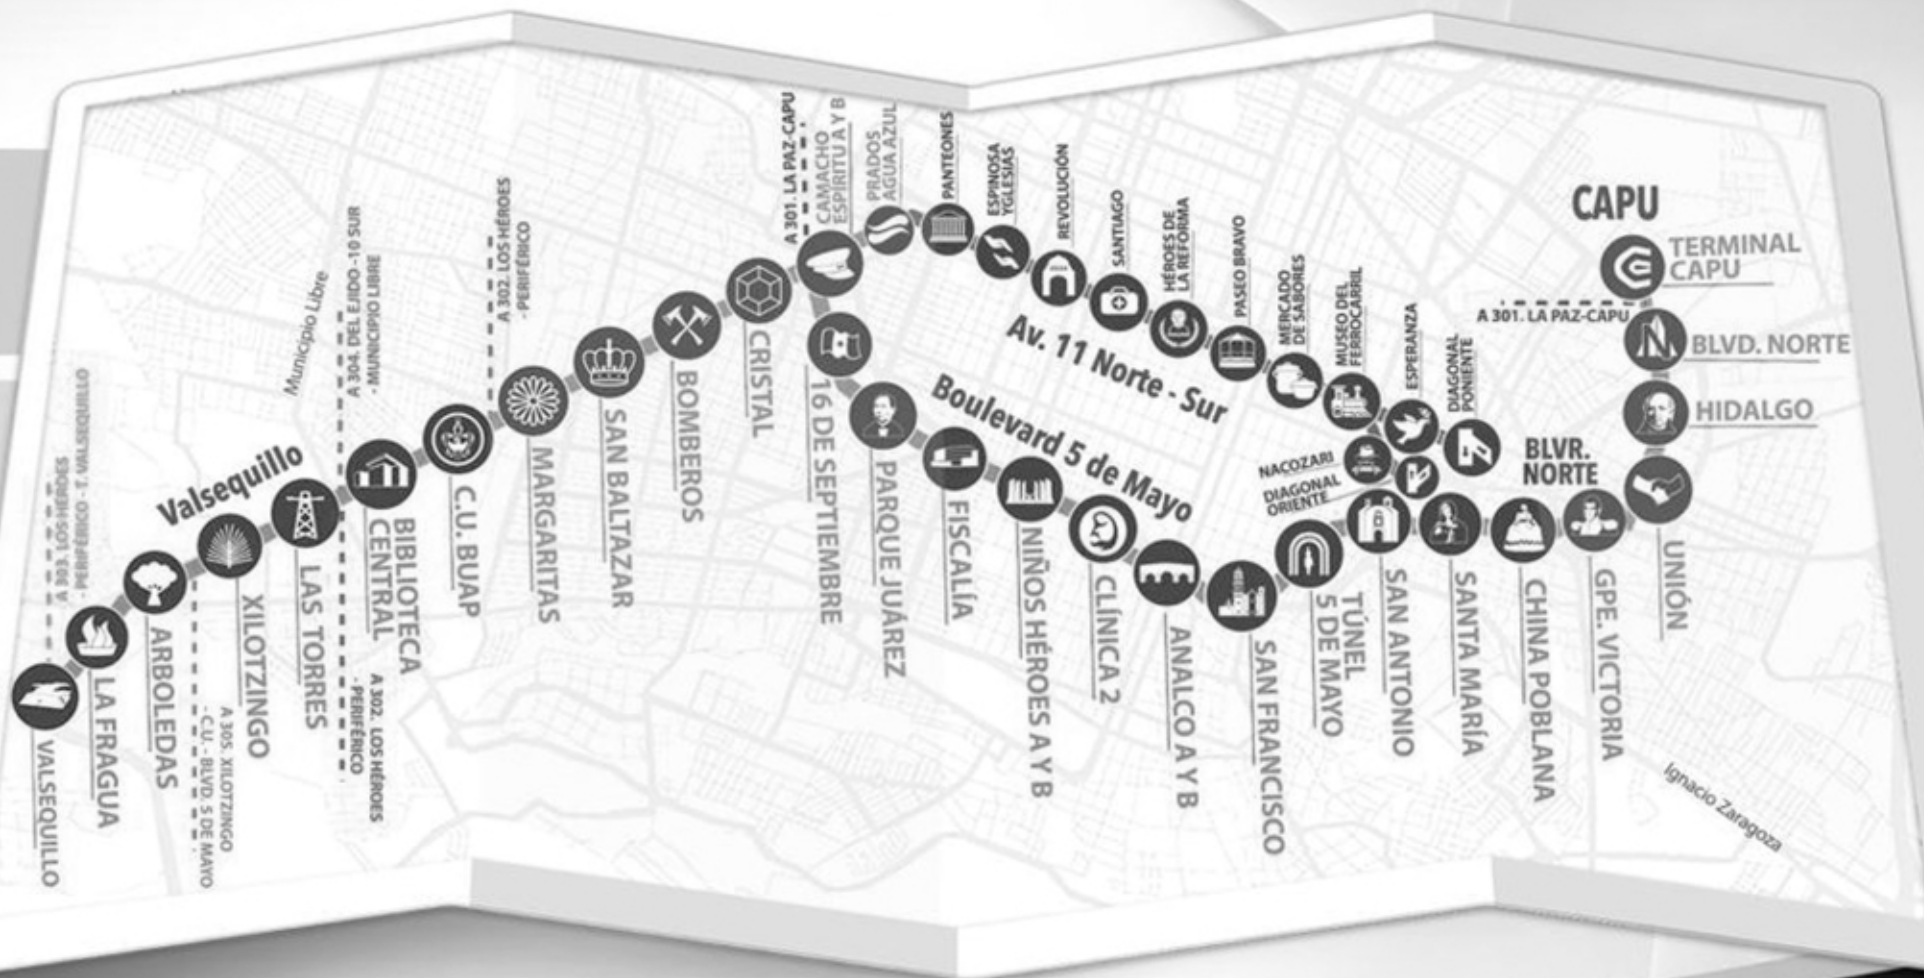 CAPU
TERMINAL
CAPU
A 301. LA PAZ-CAPU
BLVD. NORTE
HIDALGO
UNIÓN
BLVR.
NORTE
GPE. VICTORIA
CHINA POBLANA
SANTA MARÍA
SAN ANTONIO
TÚNEL
5 DE MAYO
SAN FRANCISCO
ANALCO A Y B
CLÍNICA 2
NIÑOS HÉROES A Y B
FISCALÍA
PARQUE JUÁREZ
16 DE SEPTIEMBRE
Boulevard 5 de Mayo
Av. 11 Norte - Sur
A 301. LA PAZ-CAPU
CAMACHO
ESPÍRITU A Y B
PRADOS
AGUA AZUL
PANTEONES
ESPINOSA
YGLESIAS
REVOLUCIÓN
SANTIAGO
HÉROES DE
LA REFORMA
PASEO BRAVO
MERCADO
DE SABORES
MUSEO DEL
FERROCARRIL
ESPERANZA
DIAGONAL
PONIENTE
NACOZARI
DIAGONAL
ORIENTE
CRISTAL
BOMBEROS
SAN BALTAZAR
MARGARITAS
A 302. LOS HÉROES
- PERIFÉRICO
C.U. BUAP
BIBLIOTECA
CENTRAL
A 304. DEL EJIDO -10 SUR
- MUNICIPIO LIBRE
Municipio Libre
A 302. LOS HÉROES
- PERIFÉRICO
LAS TORRES
Valsequillo
XILOTZINGO
A 305. XILOTZINGO
- C.U. - BLVD. 5 DE MAYO
ARBOLEDAS
LA FRAGUA
A 303. LOS HÉROES
- PERIFÉRICO - Z. VALSEQUILLO
VALSEQUILLO
Ignacio Zaragoza